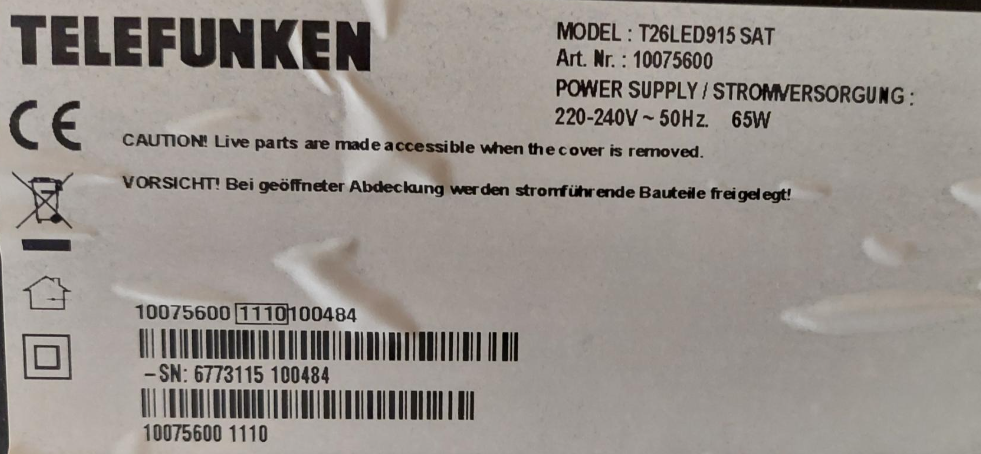 TELEFUNKEN
MODEL : T26LED915 SAT
Art. Nr. : 10075600
POWER SUPPLY / STROMVERSORGUNG :
220-240V ~ 50Hz. 65W
CE
CAUTION! Live parts are made accessible when the cover is removed.
VORSICHT! Bei geöffneter Abdeckung werden stromführende Bauteile freigelegt!
10075600 1110 100484
-SN: 6773115 100484
10075600 1110